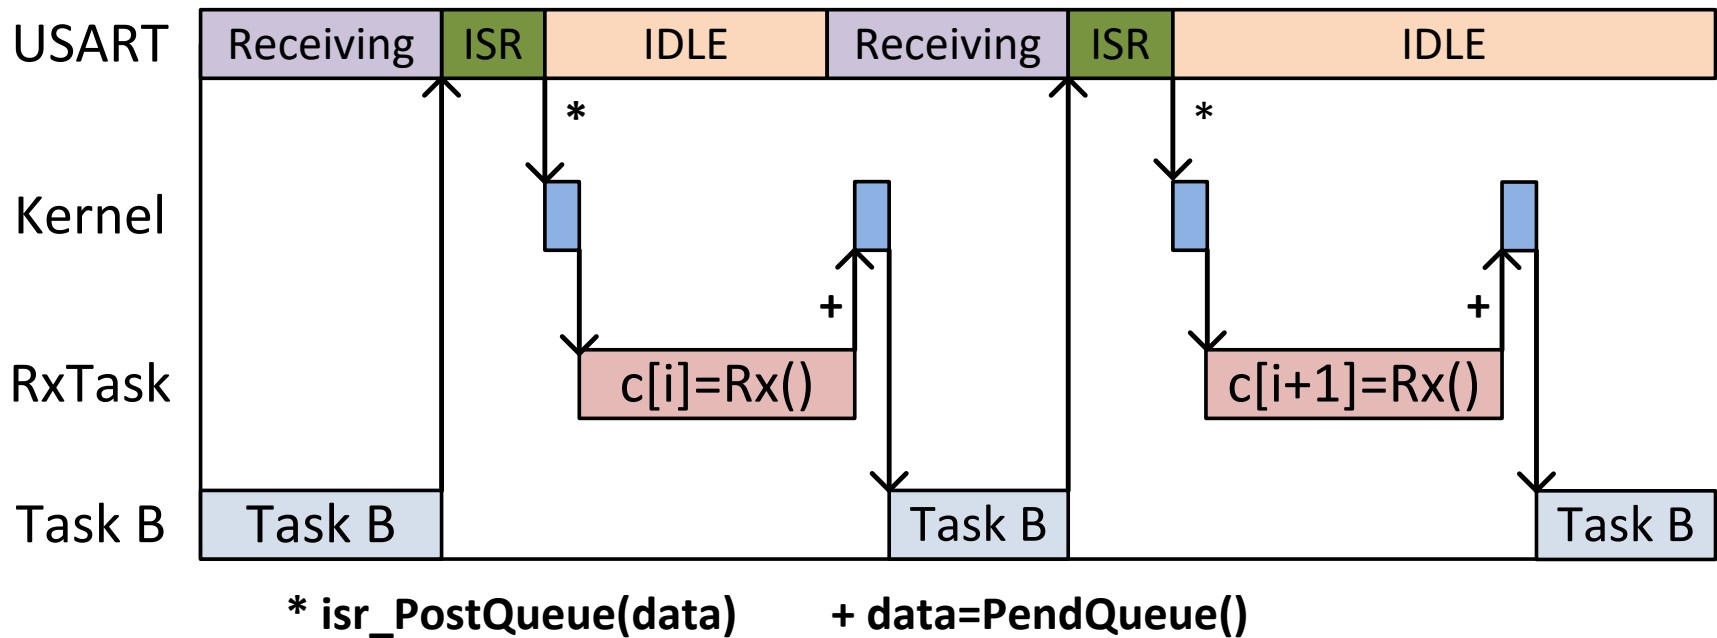 USART Receiving ISR IDLE Receiving ISR IDLE
* *
Kernel
+ +
RxTask c[i]=Rx() c[i+1]=Rx()
Task B Task B Task B Task B
* isr_PostQueue(data) + data=PendQueue()